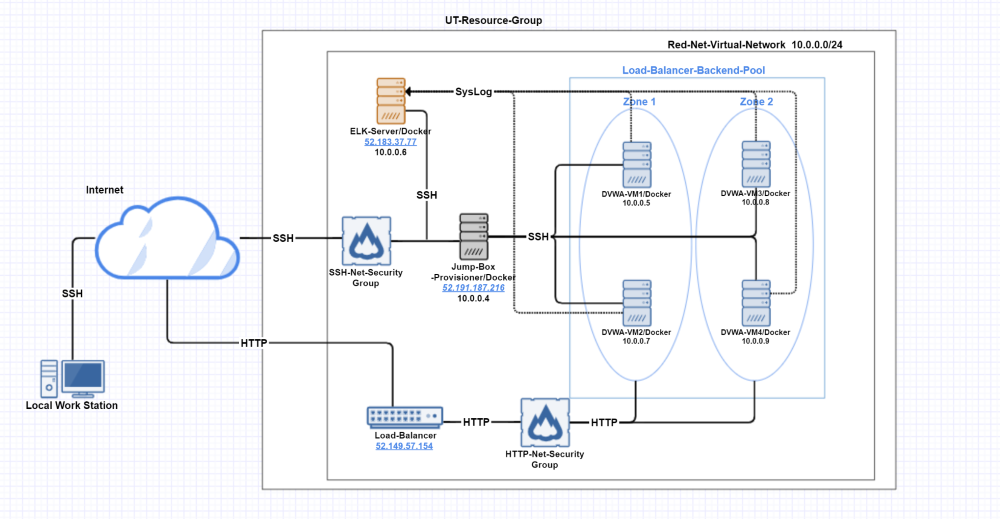 UT-Resource-Group
Red-Net-Virtual-Network 10.0.0.0/24
Load-Balancer-Backend-Pool
SysLog
Zone 1
Zone 2
ELK-Server/Docker
52.183.37.77
10.0.0.6
DVWA-VM1/Docker
10.0.0.5
DVWA-VM3/Docker
10.0.0.8
Internet
SSH
SSH
SSH
SSH
SSH-Net-Security
Group
Jump-Box
-Provisioner/Docker
52.191.187.216
10.0.0.4
DVWA-VM2/Docker
10.0.0.7
DVWA-VM4/Docker
10.0.0.9
HTTP
Local Work Station
Load-Balancer
52.149.57.154
HTTP
HTTP
HTTP-Net-Security
Group